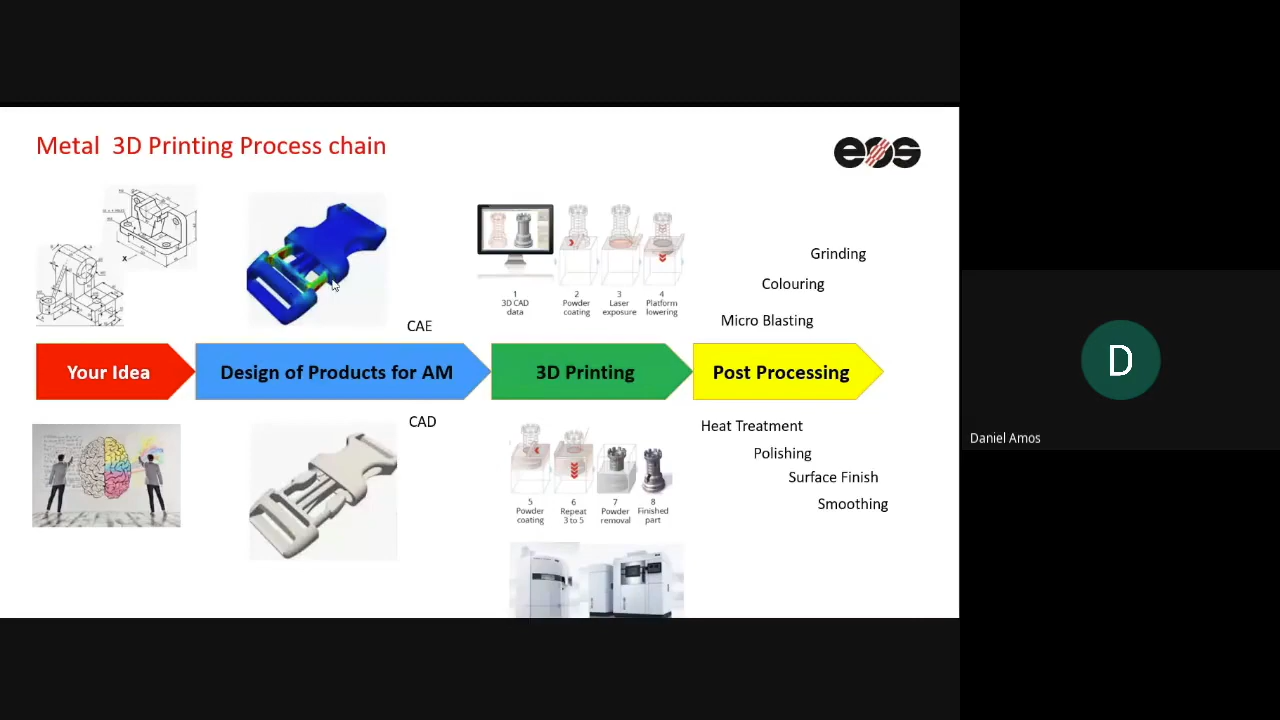 Metal 3D Printing Process chain
eos
X
CAE
1
3D CAD
data
2
Powder
coating
3
Laser
exposure
4
Platform
lowering
Grinding
Colouring
Micro Blasting
Your Idea
Design of Products for AM
3D Printing
Post Processing
CAD
5
Powder
coating
6
Repeat
3 to 5
7
Powder
removal
8
Finished
part
Heat Treatment
Polishing
Surface Finish
Smoothing
D
Daniel Amos